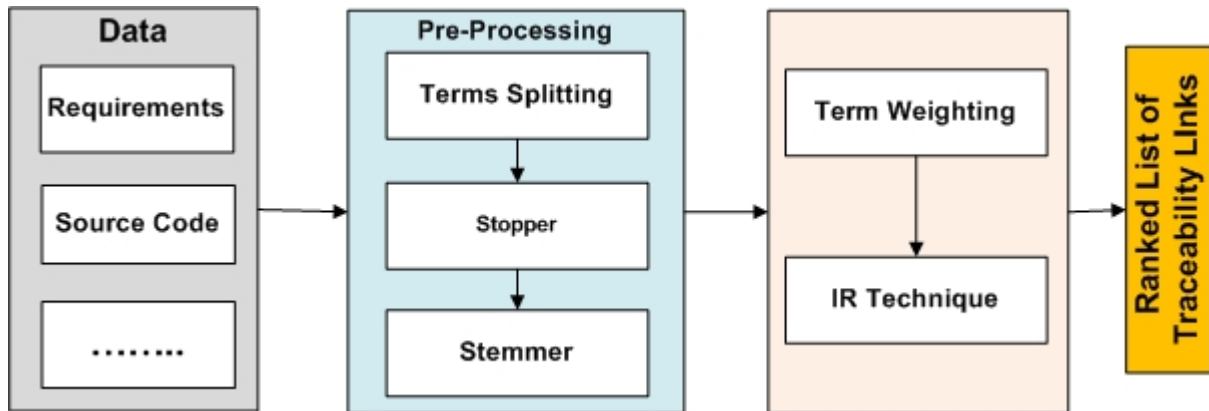 Data
Requirements
Source Code
........
Pre-Processing
Terms Splitting
Stopper
Stemmer
Term Weighting
IR Technique
Ranked List of
Traceability LInks